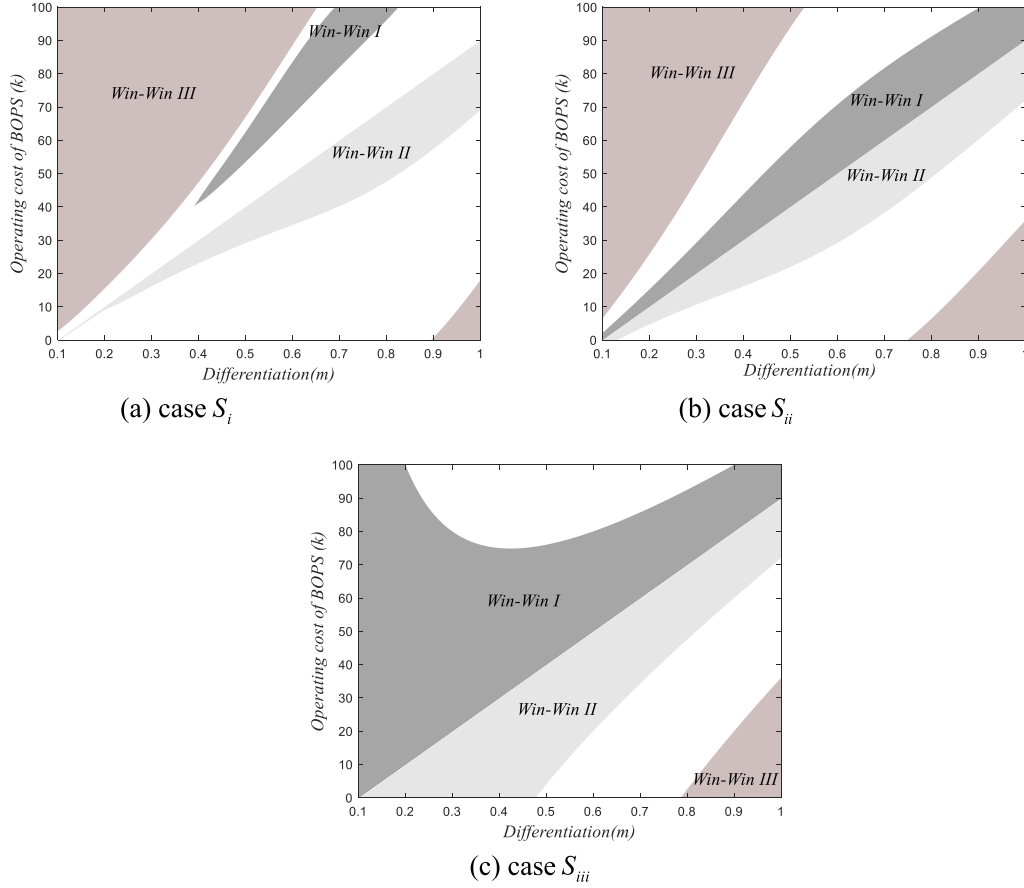 100
90
80
70
60
50
40
30
20
10
0
Operating cost of BOPS (k)
Win-Win I
Win-Win III
Win-Win II
0.1 0.2 0.3 0.4 0.5 0.6 0.7 0.8 0.9 1
Differentiation(m)
(a) case S_i
100
90
80
70
60
50
40
30
20
10
0
Operating cost of BOPS (k)
Win-Win III
Win-Win I
Win-Win II
0.1 0.2 0.3 0.4 0.5 0.6 0.7 0.8 0.9 1
Differentiation(m)
(b) case S_ii
100
90
80
70
60
50
40
30
20
10
0
Operating cost of BOPS (k)
Win-Win I
Win-Win II
Win-Win III
0.1 0.2 0.3 0.4 0.5 0.6 0.7 0.8 0.9 1
Differentiation(m)
(c) case S_iii